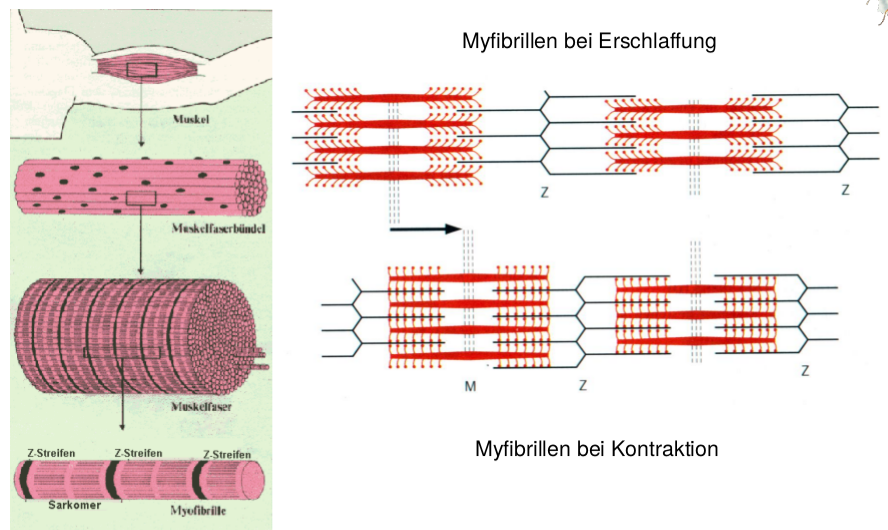 Muskel
Muskelfaserbündel
Muskelfaser
Z-Streifen Z-Streifen Z-Streifen
Sarkomer
Myofibrille
Myfibrillen bei Erschlaffung
Z Z
M Z Z
Myfibrillen bei Kontraktion